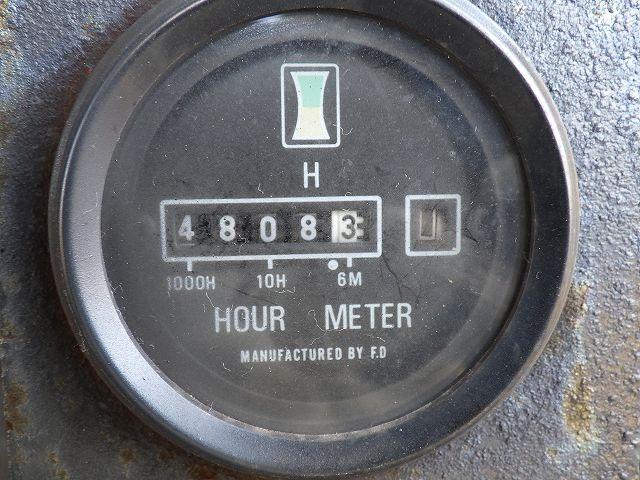 H
48083
1000H 10H 6M
HOUR METER
MANUFACTURED BY F.D